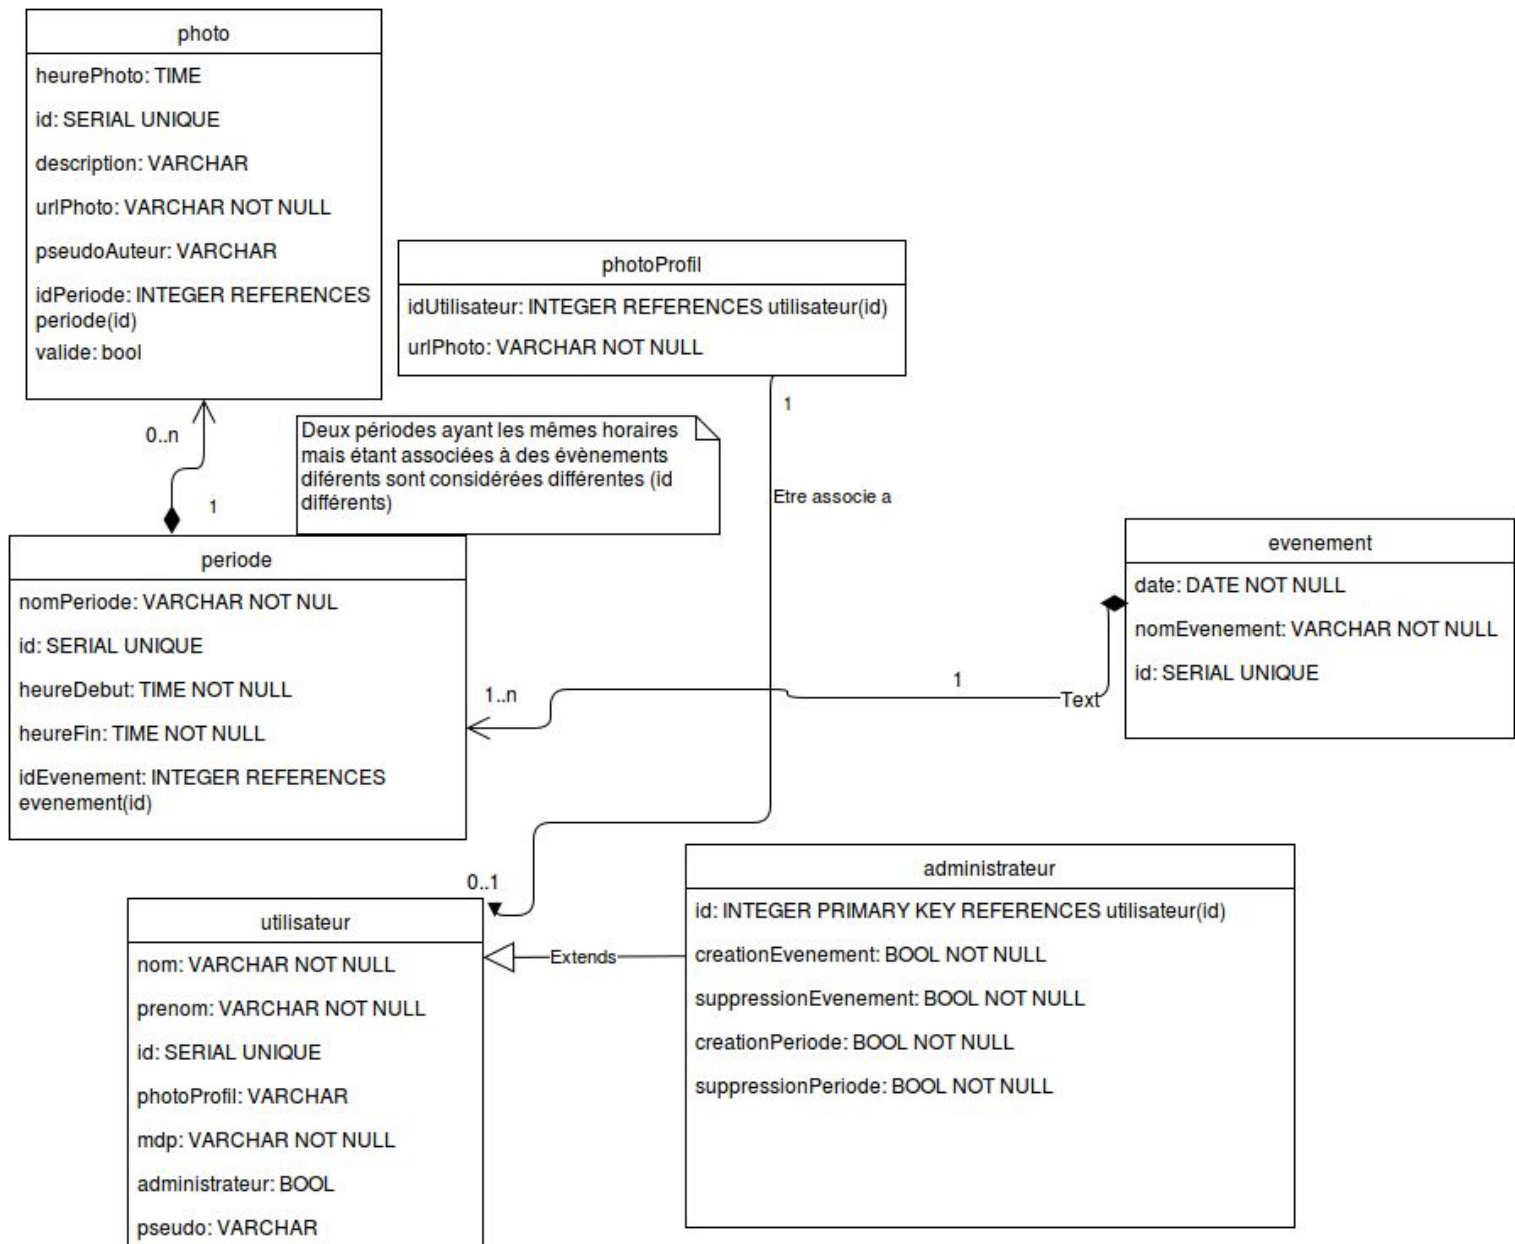 photo
heurePhoto: TIME
id: SERIAL UNIQUE
description: VARCHAR
urlPhoto: VARCHAR NOT NULL
pseudoAuteur: VARCHAR
idPeriode: INTEGER REFERENCES
periode(id)
valide: bool
photoProfil
idUtilisateur: INTEGER REFERENCES utilisateur(id)
urlPhoto: VARCHAR NOT NULL
0..n
1
Deux périodes ayant les mêmes horaires
mais étant associées à des évènements
diférents sont considérées différentes (id
différents)
1
Etre associe a
periode
nomPeriode: VARCHAR NOT NUL
id: SERIAL UNIQUE
heureDebut: TIME NOT NULL
heureFin: TIME NOT NULL
idEvenement: INTEGER REFERENCES
evenement(id)
1..n
1
Text
evenement
date: DATE NOT NULL
nomEvenement: VARCHAR NOT NULL
id: SERIAL UNIQUE
0..1
utilisateur
nom: VARCHAR NOT NULL
prenom: VARCHAR NOT NULL
id: SERIAL UNIQUE
photoProfil: VARCHAR
mdp: VARCHAR NOT NULL
administrateur: BOOL
pseudo: VARCHAR
Extends
administrateur
id: INTEGER PRIMARY KEY REFERENCES utilisateur(id)
creationEvenement: BOOL NOT NULL
suppressionEvenement: BOOL NOT NULL
creationPeriode: BOOL NOT NULL
suppressionPeriode: BOOL NOT NULL